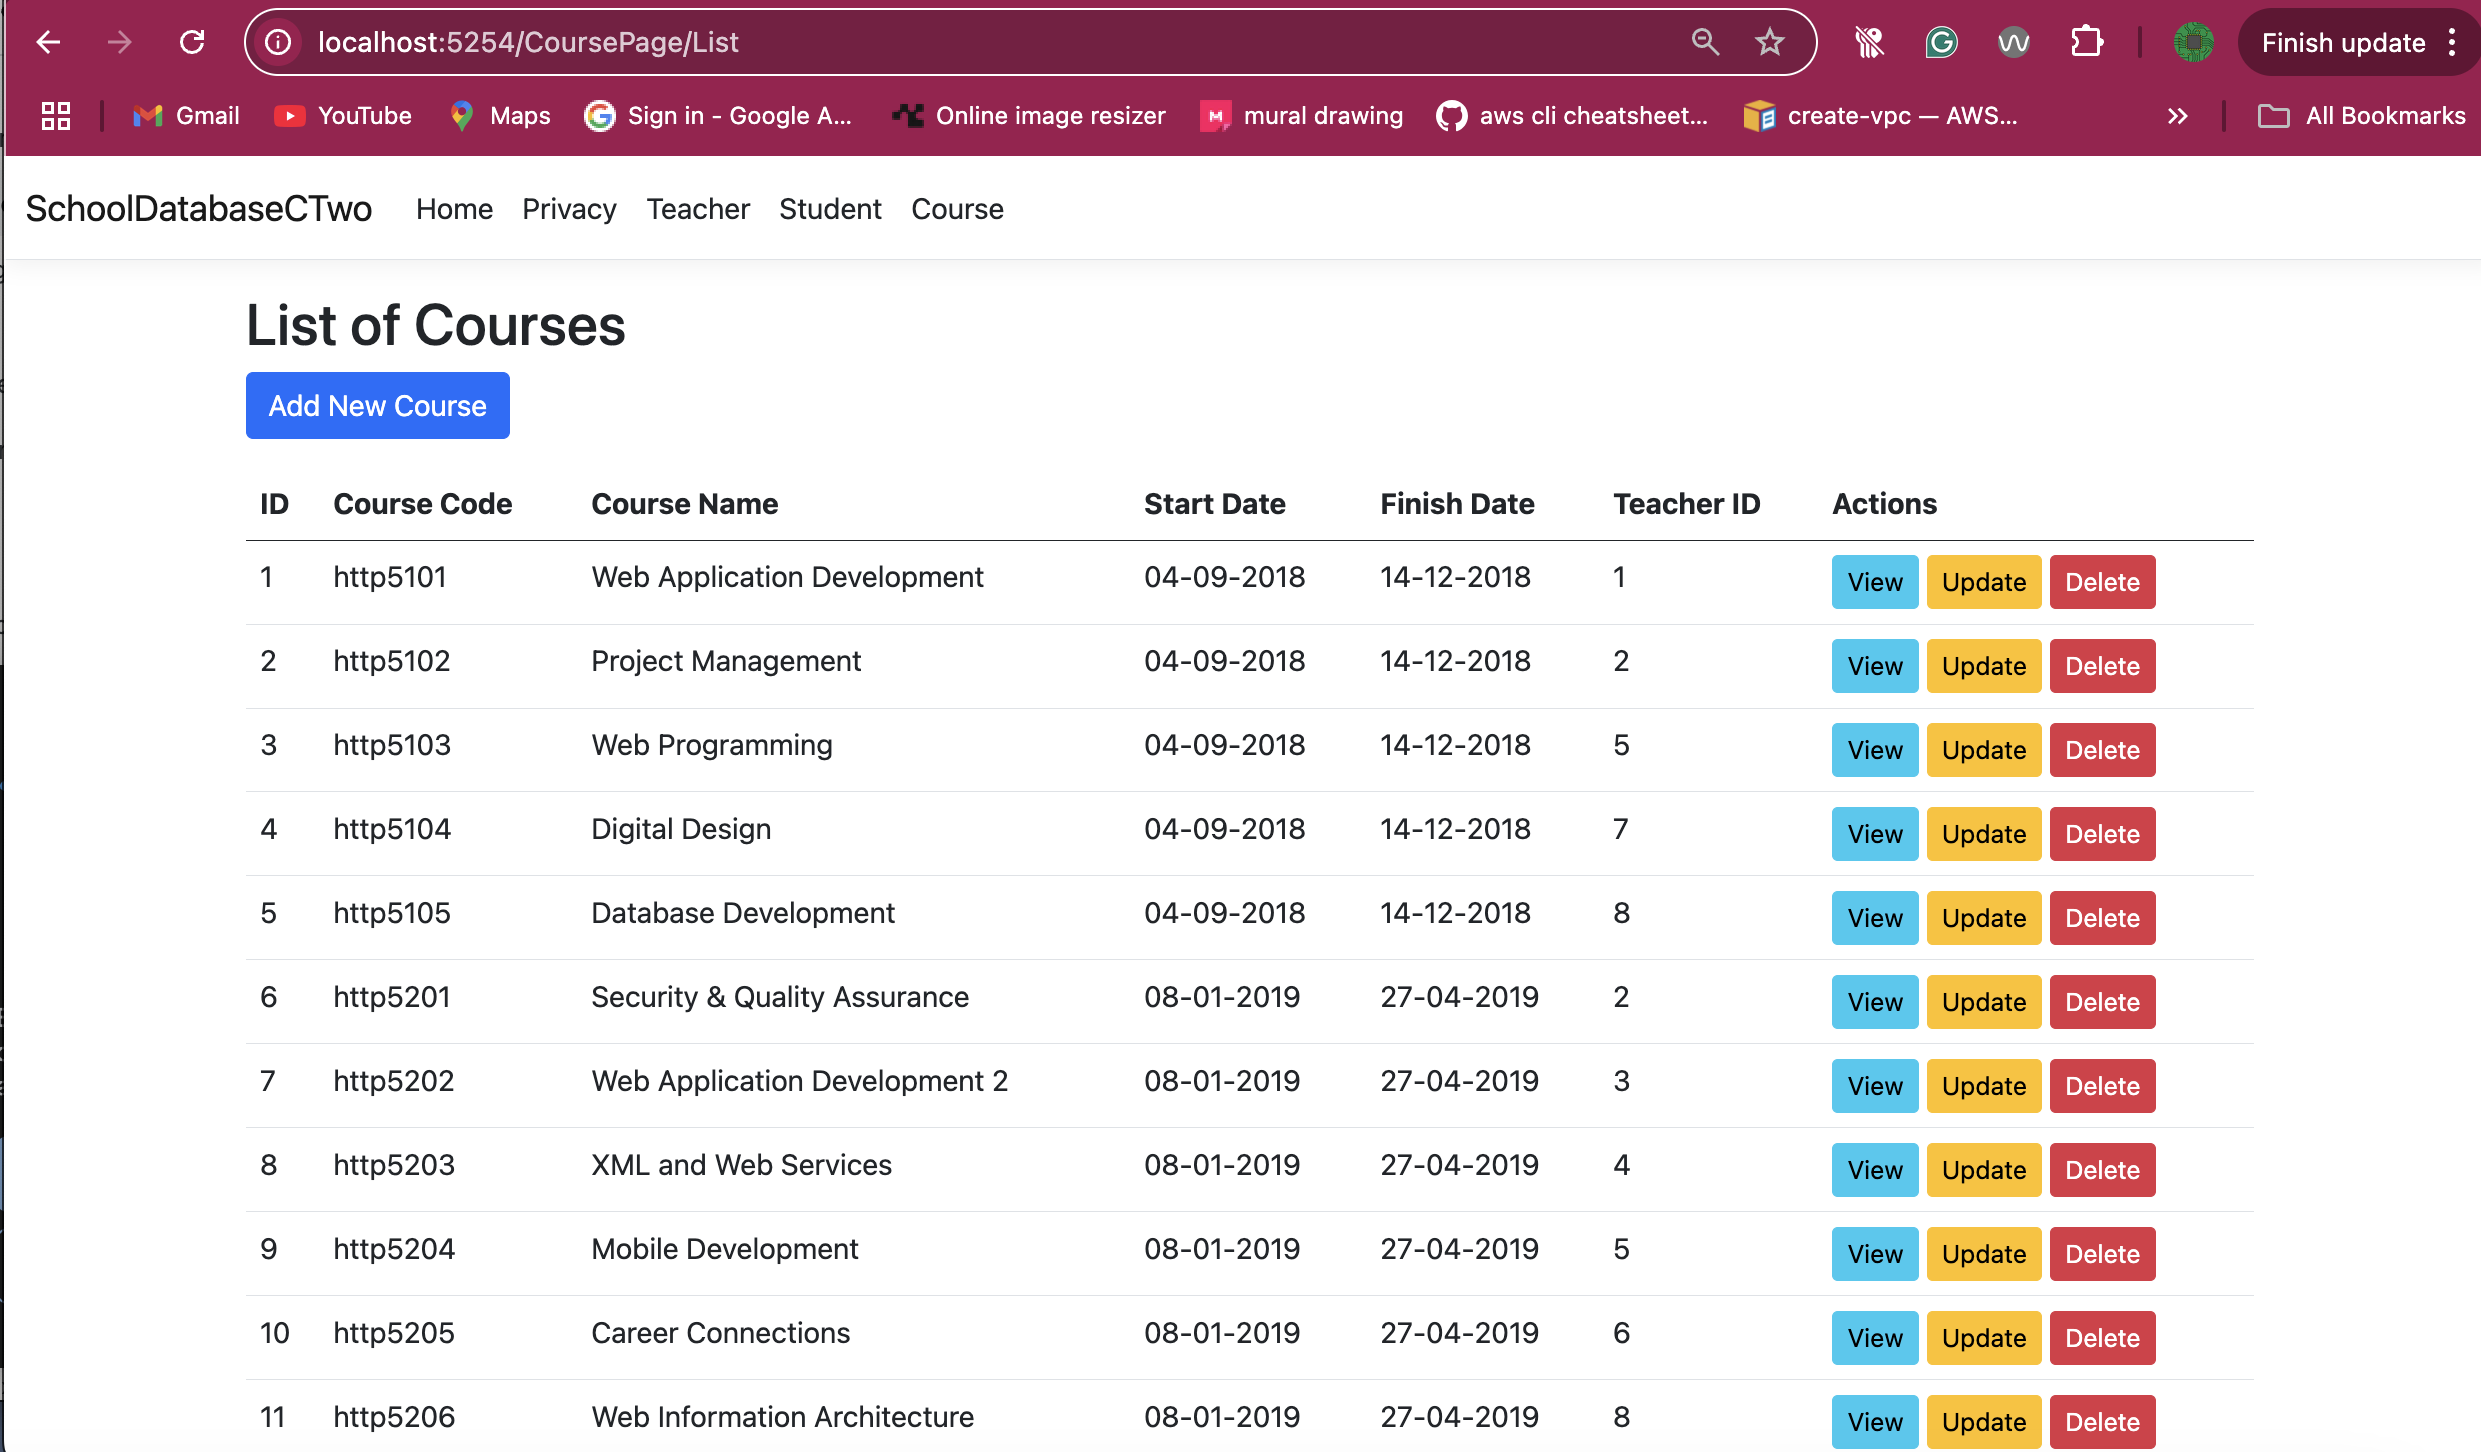 localhost:5254/CoursePage/List Finish update
Gmail YouTube Maps Sign in - Google A... Online image resizer mural drawing aws cli cheatsheet... create-vpc — AWS... All Bookmarks
SchoolDatabaseCTwo Home Privacy Teacher Student Course
List of Courses
Add New Course
ID Course Code Course Name Start Date Finish Date Teacher ID Actions
1 http5101 Web Application Development 04-09-2018 14-12-2018 1 View Update Delete
2 http5102 Project Management 04-09-2018 14-12-2018 2 View Update Delete
3 http5103 Web Programming 04-09-2018 14-12-2018 5 View Update Delete
4 http5104 Digital Design 04-09-2018 14-12-2018 7 View Update Delete
5 http5105 Database Development 04-09-2018 14-12-2018 8 View Update Delete
6 http5201 Security & Quality Assurance 08-01-2019 27-04-2019 2 View Update Delete
7 http5202 Web Application Development 2 08-01-2019 27-04-2019 3 View Update Delete
8 http5203 XML and Web Services 08-01-2019 27-04-2019 4 View Update Delete
9 http5204 Mobile Development 08-01-2019 27-04-2019 5 View Update Delete
10 http5205 Career Connections 08-01-2019 27-04-2019 6 View Update Delete
11 http5206 Web Information Architecture 08-01-2019 27-04-2019 8 View Update Delete